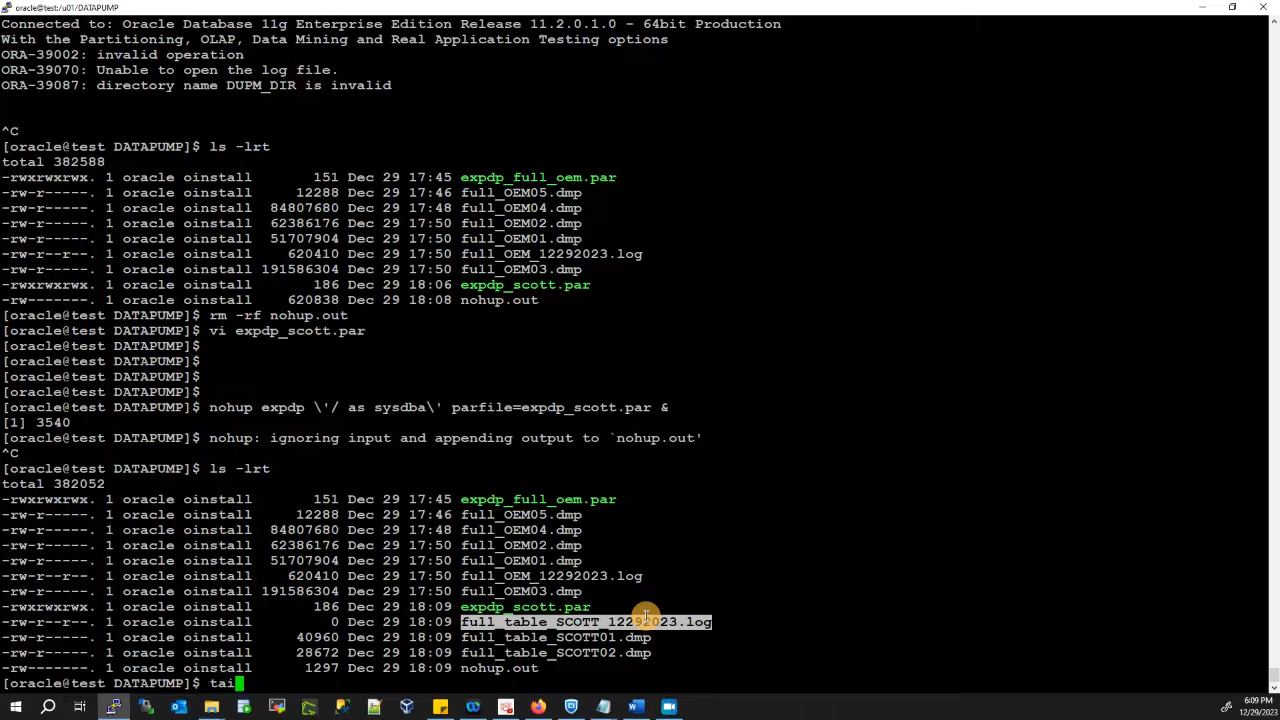 oracle@test:/u01/DATAPUMP
Connected to: Oracle Database 11g Enterprise Edition Release 11.2.0.1.0 - 64bit Production
With the Partitioning, OLAP, Data Mining and Real Application Testing options
ORA-39002: invalid operation
ORA-39070: Unable to open the log file.
ORA-39087: directory name DUPM_DIR is invalid
^C
[oracle@test DATAPUMP]$ ls -lrt
total 382588
-rwxrwxrwx. 1 oracle oinstall       151 Dec 29 17:45 expdp_full_oem.par
-rw-r-----. 1 oracle oinstall     12288 Dec 29 17:46 full_OEM05.dmp
-rw-r-----. 1 oracle oinstall  84807680 Dec 29 17:48 full_OEM04.dmp
-rw-r-----. 1 oracle oinstall  62386176 Dec 29 17:50 full_OEM02.dmp
-rw-r-----. 1 oracle oinstall  51707904 Dec 29 17:50 full_OEM01.dmp
-rw-r--r--. 1 oracle oinstall    620410 Dec 29 17:50 full_OEM_12292023.log
-rw-r-----. 1 oracle oinstall 191586304 Dec 29 17:50 full_OEM03.dmp
-rwxrwxrwx. 1 oracle oinstall       186 Dec 29 18:06 expdp_scott.par
-rw-------. 1 oracle oinstall    620838 Dec 29 18:08 nohup.out
[oracle@test DATAPUMP]$ rm -rf nohup.out
[oracle@test DATAPUMP]$ vi expdp_scott.par
[oracle@test DATAPUMP]$
[oracle@test DATAPUMP]$
[oracle@test DATAPUMP]$
[oracle@test DATAPUMP]$
[oracle@test DATAPUMP]$ nohup expdp \'/ as sysdba\' parfile=expdp_scott.par &
[1] 3540
[oracle@test DATAPUMP]$ nohup: ignoring input and appending output to `nohup.out'
^C
[oracle@test DATAPUMP]$ ls -lrt
total 382052
-rwxrwxrwx. 1 oracle oinstall       151 Dec 29 17:45 expdp_full_oem.par
-rw-r-----. 1 oracle oinstall     12288 Dec 29 17:46 full_OEM05.dmp
-rw-r-----. 1 oracle oinstall  84807680 Dec 29 17:48 full_OEM04.dmp
-rw-r-----. 1 oracle oinstall  62386176 Dec 29 17:50 full_OEM02.dmp
-rw-r-----. 1 oracle oinstall  51707904 Dec 29 17:50 full_OEM01.dmp
-rw-r--r--. 1 oracle oinstall    620410 Dec 29 17:50 full_OEM_12292023.log
-rw-r-----. 1 oracle oinstall 191586304 Dec 29 17:50 full_OEM03.dmp
-rwxrwxrwx. 1 oracle oinstall       186 Dec 29 18:09 expdp_scott.par
-rw-r--r--. 1 oracle oinstall         0 Dec 29 18:09 full_table_SCOTT_12292023.log
-rw-r-----. 1 oracle oinstall     40960 Dec 29 18:09 full_table_SCOTT01.dmp
-rw-r-----. 1 oracle oinstall     28672 Dec 29 18:09 full_table_SCOTT02.dmp
-rw-------. 1 oracle oinstall      1297 Dec 29 18:09 nohup.out
[oracle@test DATAPUMP]$ tai
6:09 PM
12/29/2023